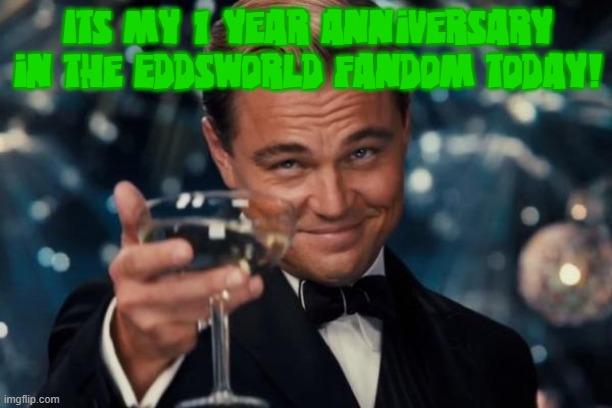 ITS MY 1 YEAR ANNIVERSARY
IN THE EDDSWORLD FANDOM TODAY!
imgflip.com